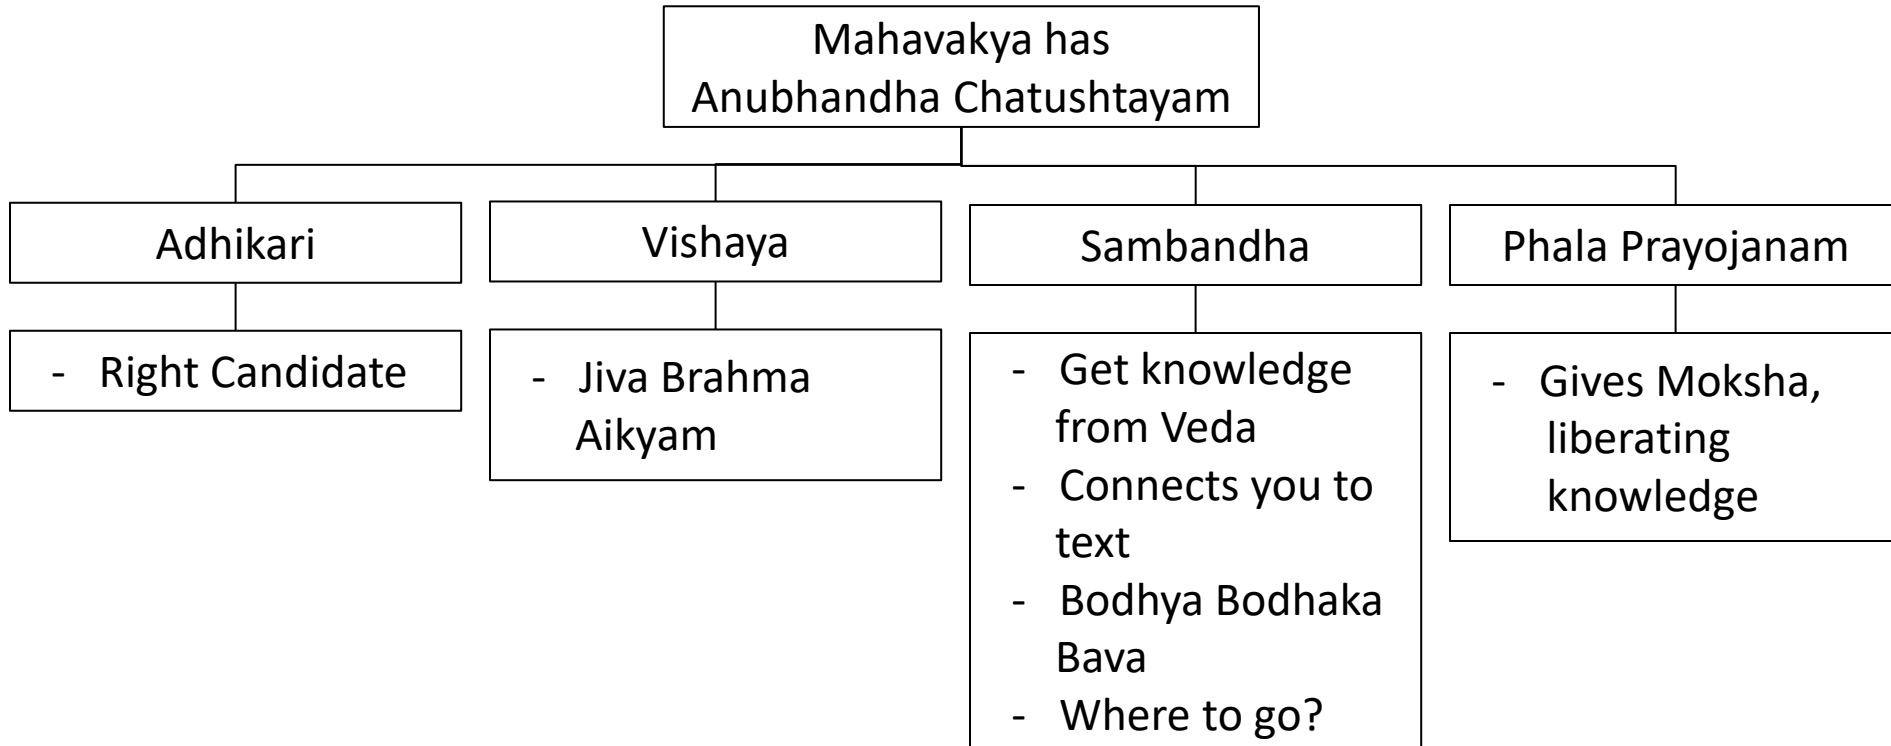 Mahavakya has
Anubhandha Chatushtayam
Adhikari
Vishaya
Sambandha
Phala Prayojanam
- Right Candidate
- Jiva Brahma
Aikyam
- Get knowledge
from Veda
- Connects you to
text
- Bodhya Bodhaka
Bava
- Where to go?
- Gives Moksha,
liberating
knowledge